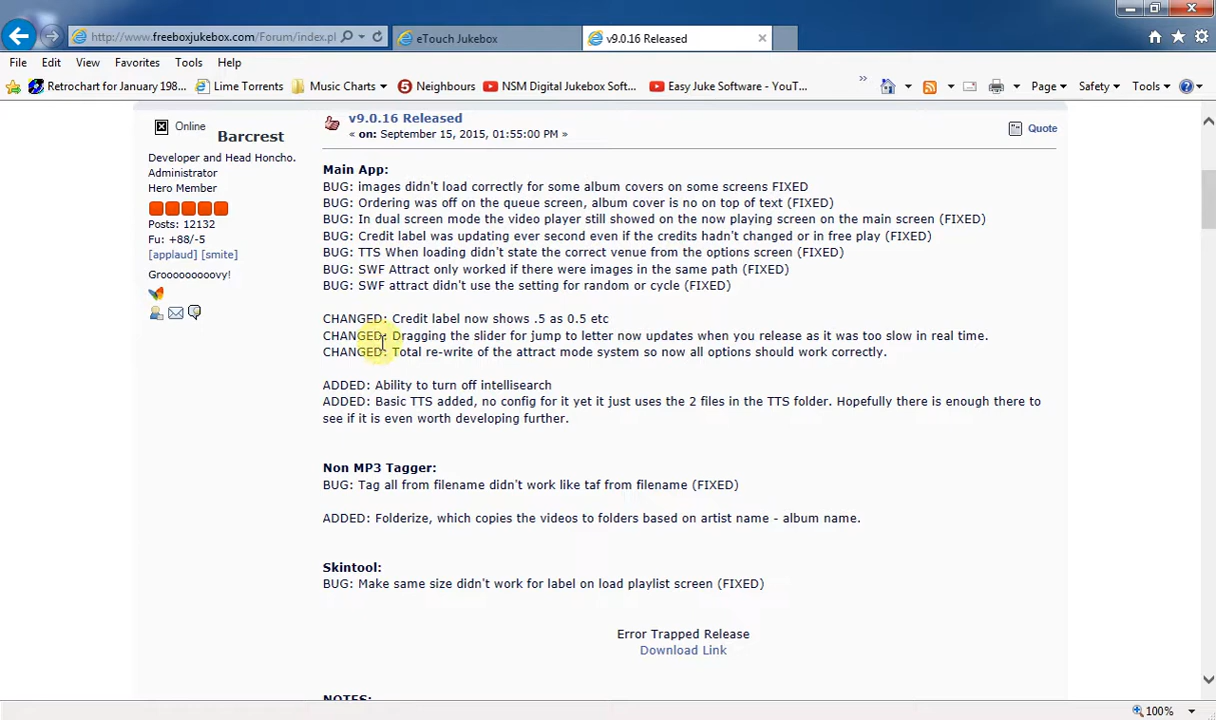 http://www.freeboxjukebox.com/Forum/index.pl
eTouch Jukebox
v9.0.16 Released
File Edit View Favorites Tools Help
Retrochart for January 198... Lime Torrents Music Charts Neighbours NSM Digital Jukebox Soft... Easy Juke Software - YouT... » Page Safety Tools
Online
Barcrest
Developer and Head Honcho.
Administrator
Hero Member
Posts: 12132
Fu: +88/-5
[applaud] [smite]
Grooooooooovy!
v9.0.16 Released
« on: September 15, 2015, 01:55:00 PM »
Quote
Main App:
BUG: images didn't load correctly for some album covers on some screens FIXED
BUG: Ordering was off on the queue screen, album cover is no on top of text (FIXED)
BUG: In dual screen mode the video player still showed on the now playing screen on the main screen (FIXED)
BUG: Credit label was updating ever second even if the credits hadn't changed or in free play (FIXED)
BUG: TTS When loading didn't state the correct venue from the options screen (FIXED)
BUG: SWF Attract only worked if there were images in the same path (FIXED)
BUG: SWF attract didn't use the setting for random or cycle (FIXED)
CHANGED: Credit label now shows .5 as 0.5 etc
CHANGED: Dragging the slider for jump to letter now updates when you release as it was too slow in real time.
CHANGED: Total re-write of the attract mode system so now all options should work correctly.
ADDED: Ability to turn off intellisearch
ADDED: Basic TTS added, no config for it yet it just uses the 2 files in the TTS folder. Hopefully there is enough there to
see if it is even worth developing further.
Non MP3 Tagger:
BUG: Tag all from filename didn't work like taf from filename (FIXED)
ADDED: Folderize, which copies the videos to folders based on artist name - album name.
Skintool:
BUG: Make same size didn't work for label on load playlist screen (FIXED)
Error Trapped Release
Download Link
NOTES:
100%